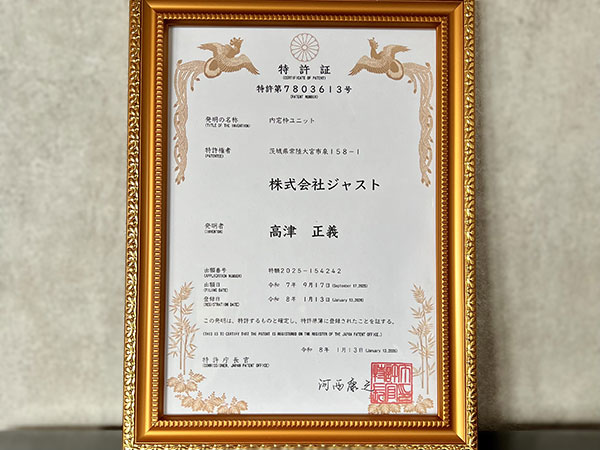 特許証
(CERTIFICATE OF PATENT)
特許第7803613号
(PATENT NUMBER)
発明の名称 内窓枠ユニット
(TITLE OF THE INVENTION)
特許権者 茨城県常陸大宮市泉158-1
(PATENTEE)
株式会社ジャスト
発明者 高津 正義
(INVENTOR)
出願番号 特願2025-154242
(APPLICATION NUMBER)
出願日 令和 7年 9月17日(September 17,2025)
(FILING DATE)
登録日 令和 8年 1月13日(January 13,2026)
(REGISTRATION DATE)
この発明は、特許するものと確定し、特許原簿に登録されたことを証する。
(THIS IS TO CERTIFY THAT THE PATENT IS REGISTERED ON THE REGISTER OF THE JAPAN PATENT OFFICE.)
令和 8年 1月13日(January 13,2026)
特許庁長官
(COMMISSIONER, JAPAN PATENT OFFICE)
河西康之